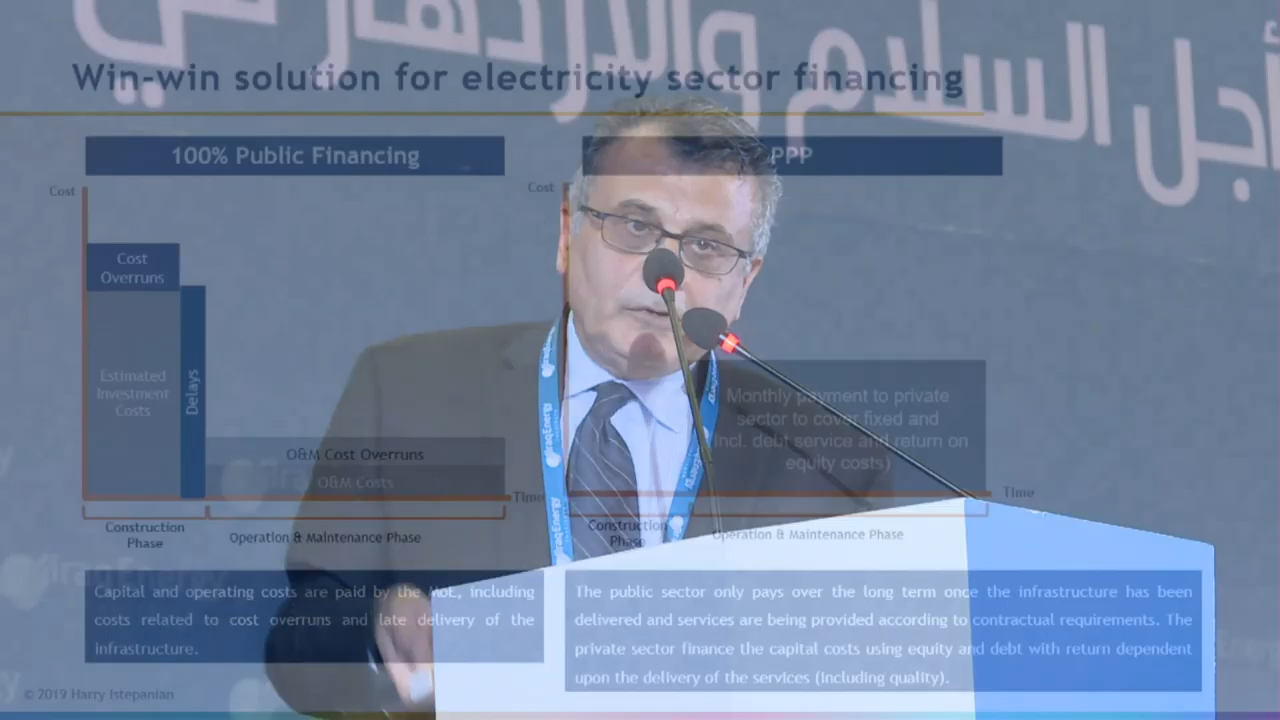 أجل السلام والازدهار في
Win-win solution for electricity sector financing
100% Public Financing
PPP
Cost
Cost
Cost
Overruns
Estimated
Investment
Costs
Delays
O&M Cost Overruns
O&M Costs
Time
Construction
Phase
Operation & Maintenance Phase
Monthly payment to private
sector to cover fixed and
incl. debt service and return on
equity costs)
Time
Construction
Phase
Operation & Maintenance Phase
Capital and operating costs are paid by the MoE, including
costs related to cost overruns and late delivery of the
infrastructure.
The public sector only pays over the long term once the infrastructure has been
delivered and services are being provided according to contractual requirements. The
private sector finance the capital costs using equity and debt with return dependent
upon the delivery of the services (including quality).
IraqEnergy
IraqEnergy
IraqEnergy
© 2019 Harry Istepanian